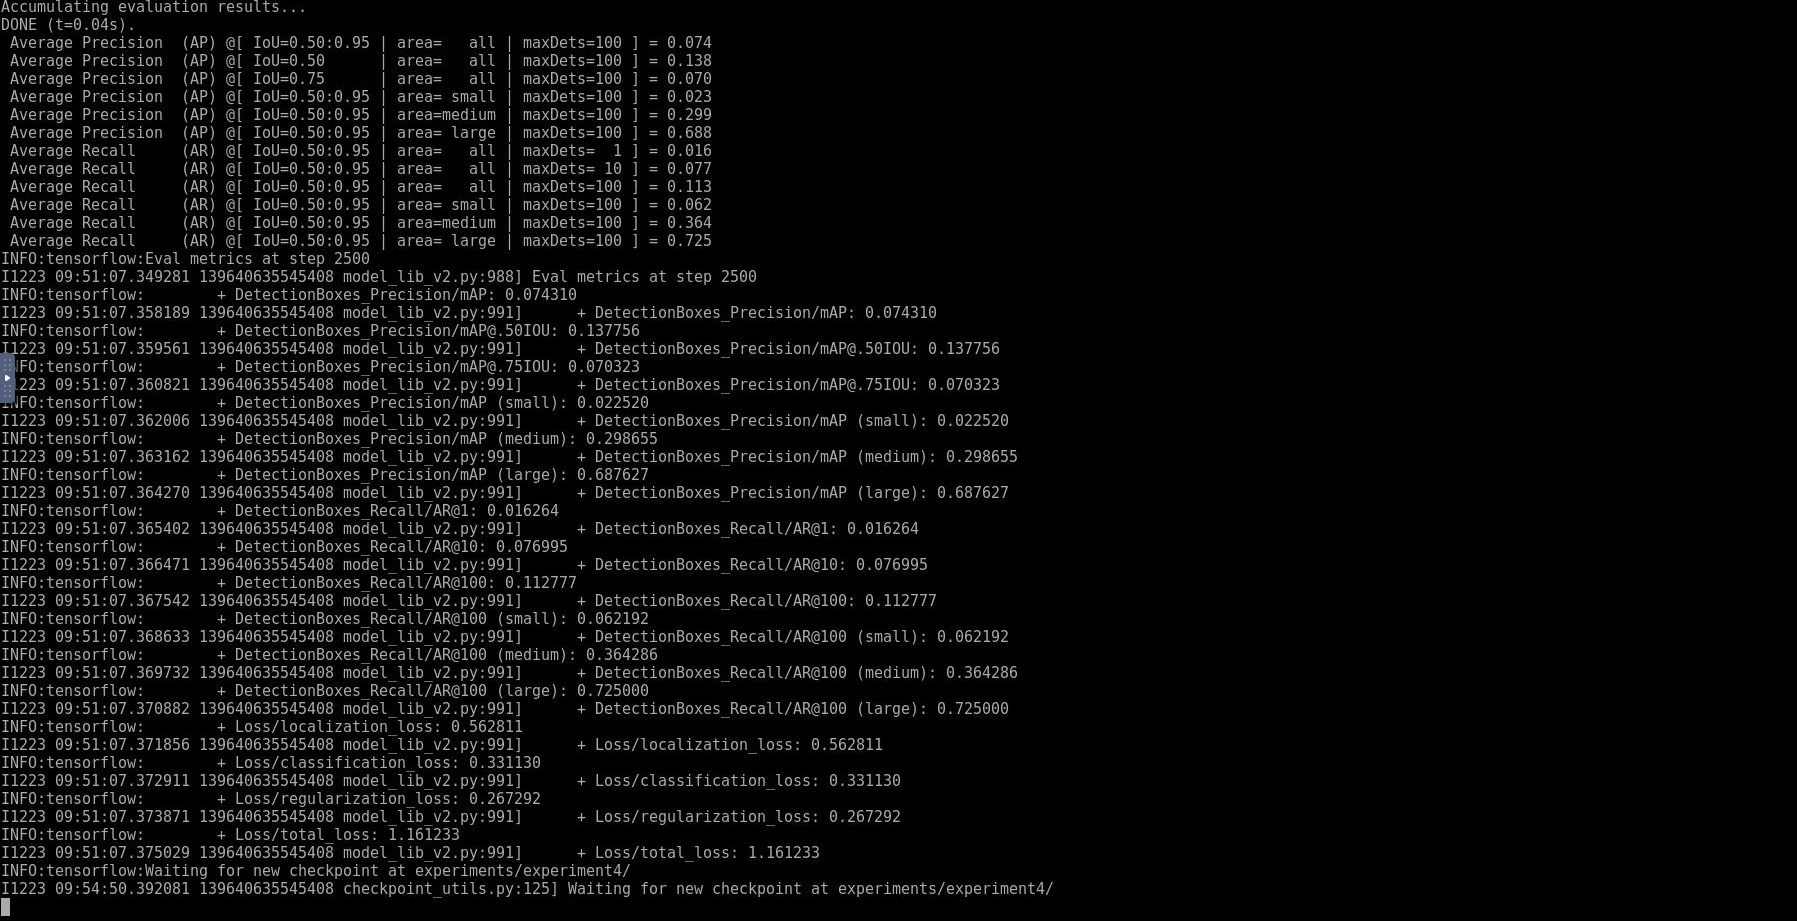 Accumulating evaluation results...
DONE (t=0.04s).
 Average Precision  (AP) @[ IoU=0.50:0.95 | area=   all | maxDets=100 ] = 0.074
 Average Precision  (AP) @[ IoU=0.50      | area=   all | maxDets=100 ] = 0.138
 Average Precision  (AP) @[ IoU=0.75      | area=   all | maxDets=100 ] = 0.070
 Average Precision  (AP) @[ IoU=0.50:0.95 | area= small | maxDets=100 ] = 0.023
 Average Precision  (AP) @[ IoU=0.50:0.95 | area=medium | maxDets=100 ] = 0.299
 Average Precision  (AP) @[ IoU=0.50:0.95 | area= large | maxDets=100 ] = 0.688
 Average Recall     (AR) @[ IoU=0.50:0.95 | area=   all | maxDets=  1 ] = 0.016
 Average Recall     (AR) @[ IoU=0.50:0.95 | area=   all | maxDets= 10 ] = 0.077
 Average Recall     (AR) @[ IoU=0.50:0.95 | area=   all | maxDets=100 ] = 0.113
 Average Recall     (AR) @[ IoU=0.50:0.95 | area= small | maxDets=100 ] = 0.062
 Average Recall     (AR) @[ IoU=0.50:0.95 | area=medium | maxDets=100 ] = 0.364
 Average Recall     (AR) @[ IoU=0.50:0.95 | area= large | maxDets=100 ] = 0.725
INFO:tensorflow:Eval metrics at step 2500
I1223 09:51:07.349281 139640635545408 model_lib_v2.py:988] Eval metrics at step 2500
INFO:tensorflow:        + DetectionBoxes_Precision/mAP: 0.074310
I1223 09:51:07.358189 139640635545408 model_lib_v2.py:991]      + DetectionBoxes_Precision/mAP: 0.074310
INFO:tensorflow:        + DetectionBoxes_Precision/mAP@.50IOU: 0.137756
I1223 09:51:07.359561 139640635545408 model_lib_v2.py:991]      + DetectionBoxes_Precision/mAP@.50IOU: 0.137756
NFO:tensorflow:        + DetectionBoxes_Precision/mAP@.75IOU: 0.070323
1223 09:51:07.360821 139640635545408 model_lib_v2.py:991]      + DetectionBoxes_Precision/mAP@.75IOU: 0.070323
INFO:tensorflow:        + DetectionBoxes_Precision/mAP (small): 0.022520
I1223 09:51:07.362006 139640635545408 model_lib_v2.py:991]      + DetectionBoxes_Precision/mAP (small): 0.022520
INFO:tensorflow:        + DetectionBoxes_Precision/mAP (medium): 0.298655
I1223 09:51:07.363162 139640635545408 model_lib_v2.py:991]      + DetectionBoxes_Precision/mAP (medium): 0.298655
INFO:tensorflow:        + DetectionBoxes_Precision/mAP (large): 0.687627
I1223 09:51:07.364270 139640635545408 model_lib_v2.py:991]      + DetectionBoxes_Precision/mAP (large): 0.687627
INFO:tensorflow:        + DetectionBoxes_Recall/AR@1: 0.016264
I1223 09:51:07.365402 139640635545408 model_lib_v2.py:991]      + DetectionBoxes_Recall/AR@1: 0.016264
INFO:tensorflow:        + DetectionBoxes_Recall/AR@10: 0.076995
I1223 09:51:07.366471 139640635545408 model_lib_v2.py:991]      + DetectionBoxes_Recall/AR@10: 0.076995
INFO:tensorflow:        + DetectionBoxes_Recall/AR@100: 0.112777
I1223 09:51:07.367542 139640635545408 model_lib_v2.py:991]      + DetectionBoxes_Recall/AR@100: 0.112777
INFO:tensorflow:        + DetectionBoxes_Recall/AR@100 (small): 0.062192
I1223 09:51:07.368633 139640635545408 model_lib_v2.py:991]      + DetectionBoxes_Recall/AR@100 (small): 0.062192
INFO:tensorflow:        + DetectionBoxes_Recall/AR@100 (medium): 0.364286
I1223 09:51:07.369732 139640635545408 model_lib_v2.py:991]      + DetectionBoxes_Recall/AR@100 (medium): 0.364286
INFO:tensorflow:        + DetectionBoxes_Recall/AR@100 (large): 0.725000
I1223 09:51:07.370882 139640635545408 model_lib_v2.py:991]      + DetectionBoxes_Recall/AR@100 (large): 0.725000
INFO:tensorflow:        + Loss/localization_loss: 0.562811
I1223 09:51:07.371856 139640635545408 model_lib_v2.py:991]      + Loss/localization_loss: 0.562811
INFO:tensorflow:        + Loss/classification_loss: 0.331130
I1223 09:51:07.372911 139640635545408 model_lib_v2.py:991]      + Loss/classification_loss: 0.331130
INFO:tensorflow:        + Loss/regularization_loss: 0.267292
I1223 09:51:07.373871 139640635545408 model_lib_v2.py:991]      + Loss/regularization_loss: 0.267292
INFO:tensorflow:        + Loss/total_loss: 1.161233
I1223 09:51:07.375029 139640635545408 model_lib_v2.py:991]      + Loss/total_loss: 1.161233
INFO:tensorflow:Waiting for new checkpoint at experiments/experiment4/
I1223 09:54:50.392081 139640635545408 checkpoint_utils.py:125] Waiting for new checkpoint at experiments/experiment4/